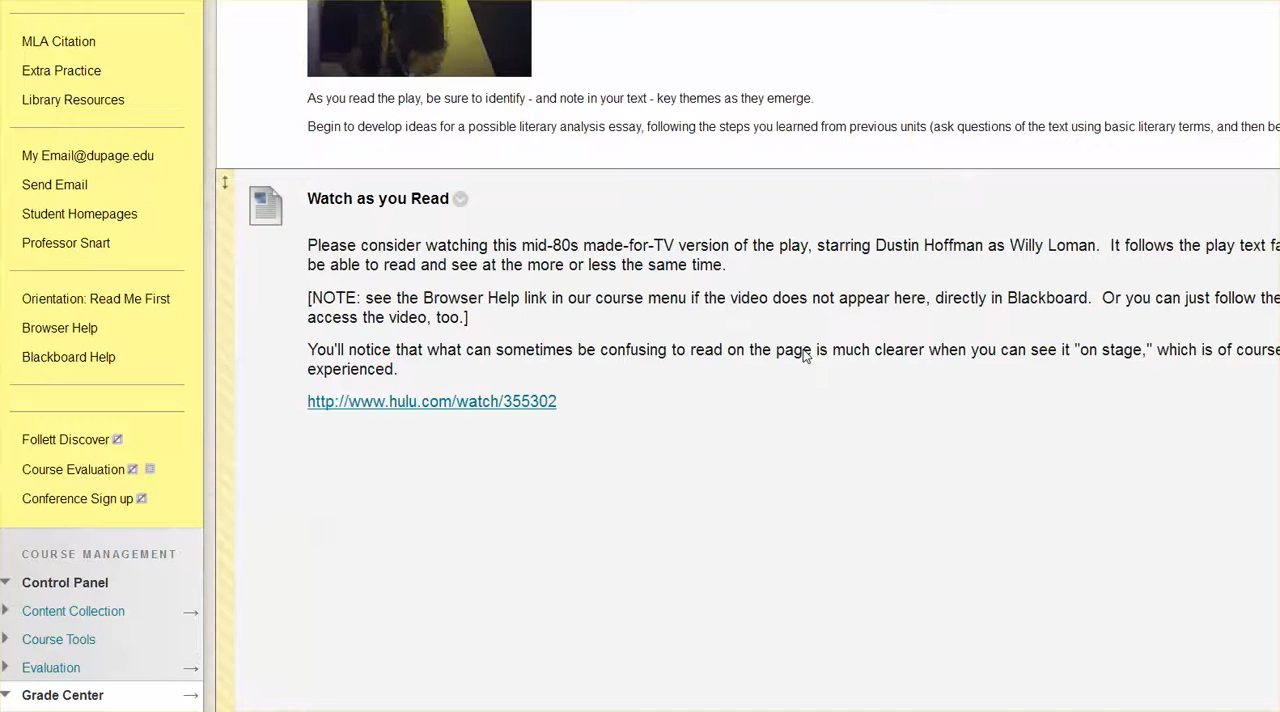 MLA Citation
Extra Practice
Library Resources
My Email@dupage.edu
Send Email
Student Homepages
Professor Snart
Orientation: Read Me First
Browser Help
Blackboard Help
Follett Discover
Course Evaluation
Conference Sign up
COURSE MANAGEMENT
Control Panel
Content Collection
Course Tools
Evaluation
Grade Center
As you read the play, be sure to identify - and note in your text - key themes as they emerge.
Begin to develop ideas for a possible literary analysis essay, following the steps you learned from previous units (ask questions of the text using basic literary terms, and then be
Watch as you Read
Please consider watching this mid-80s made-for-TV version of the play, starring Dustin Hoffman as Willy Loman. It follows the play text
be able to read and see at the more or less the same time.
[NOTE: see the Browser Help link in our course menu if the video does not appear here, directly in Blackboard. Or you can just follow the
access the video, too.]
You'll notice that what can sometimes be confusing to read on the page is much clearer when you can see it "on stage," which is of course
experienced.
http://www.hulu.com/watch/355302